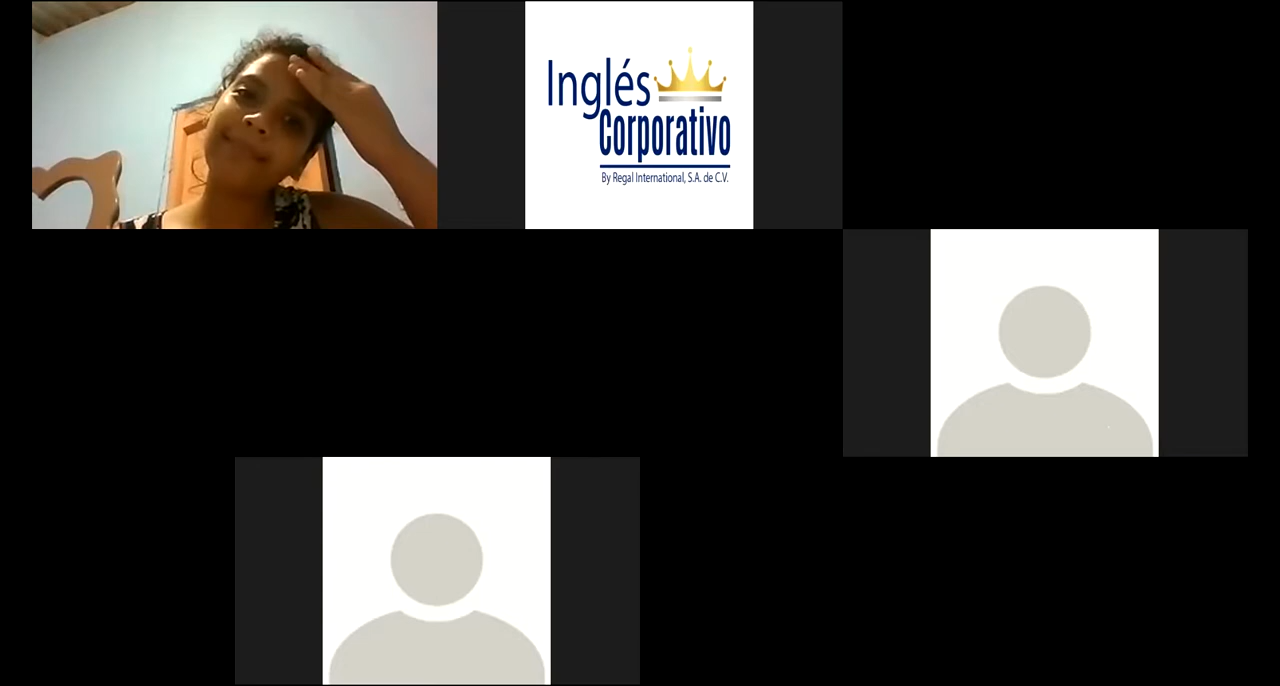 Inglés
Corporativo
By Regal International, S.A. de C.V.